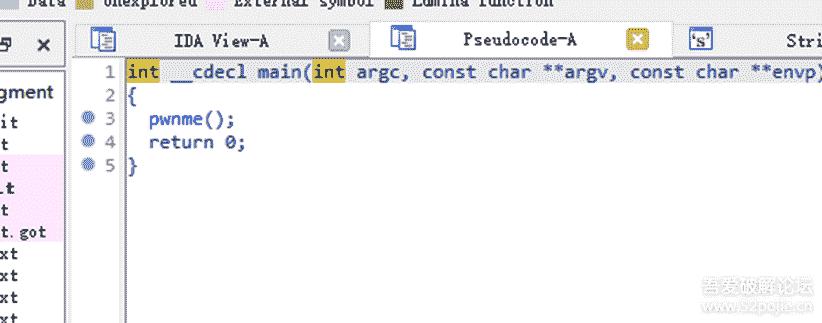 Data Unexplored External symbol Lumina function
IDA View-A Pseudocode-A 's' Stri
gment
it
t
t
.t
t
t.got
xt
xt
xt
xt
1 int __cdecl main(int argc, const char **argv, const char **envp)
2 {
3 pwnme();
4 return 0;
5 }
吾爱破解论坛
www.52pojie.cn